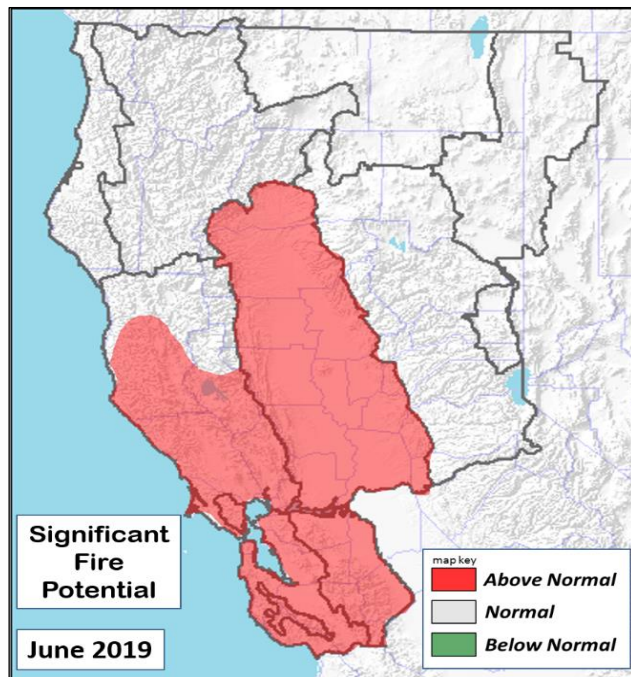 Significant
Fire
Potential
June 2019
map key
Above Normal
Normal
Below Normal